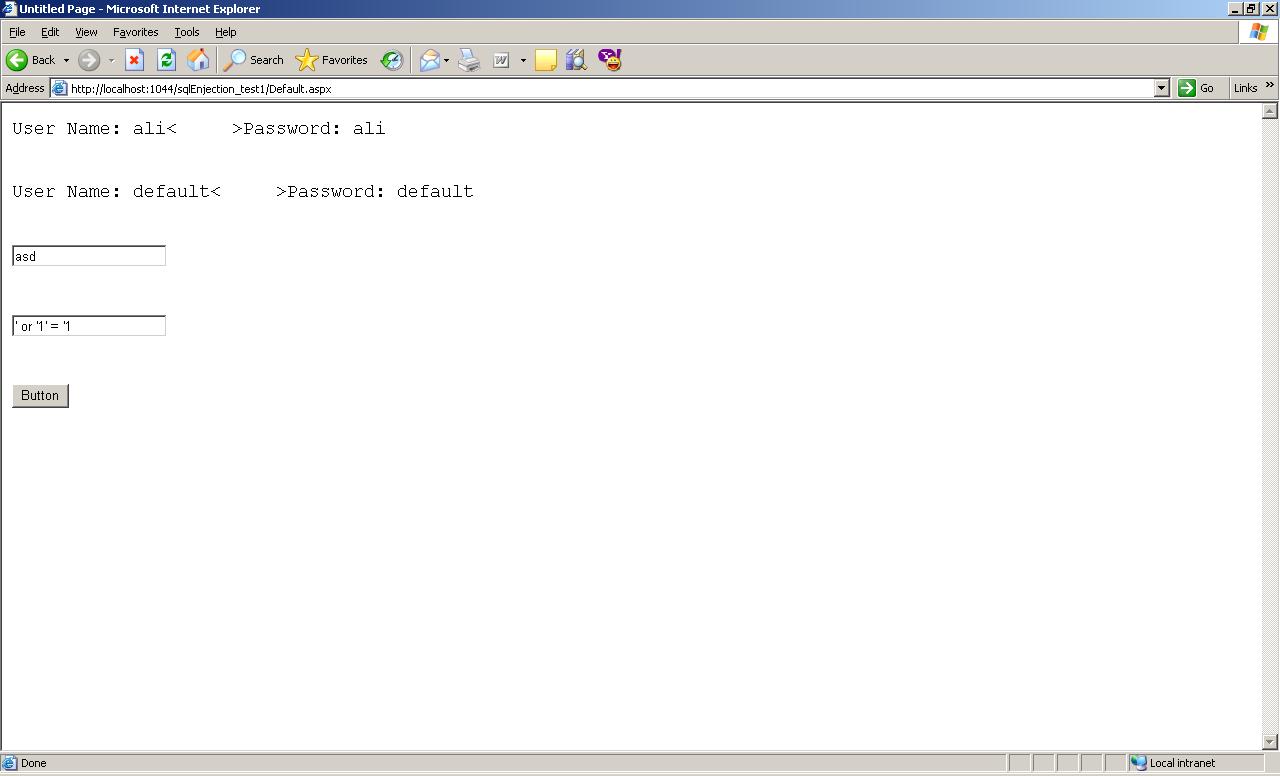 Untitled Page - Microsoft Internet Explorer
File Edit View Favorites Tools Help
Back Search Favorites W Y!
Address http://localhost:1044/sqlEnjection_test1/Default.aspx Go Links »
User Name: ali<     >Password: ali
User Name: default<     >Password: default
asd
' or '1' = '1
Button
Done Local intranet